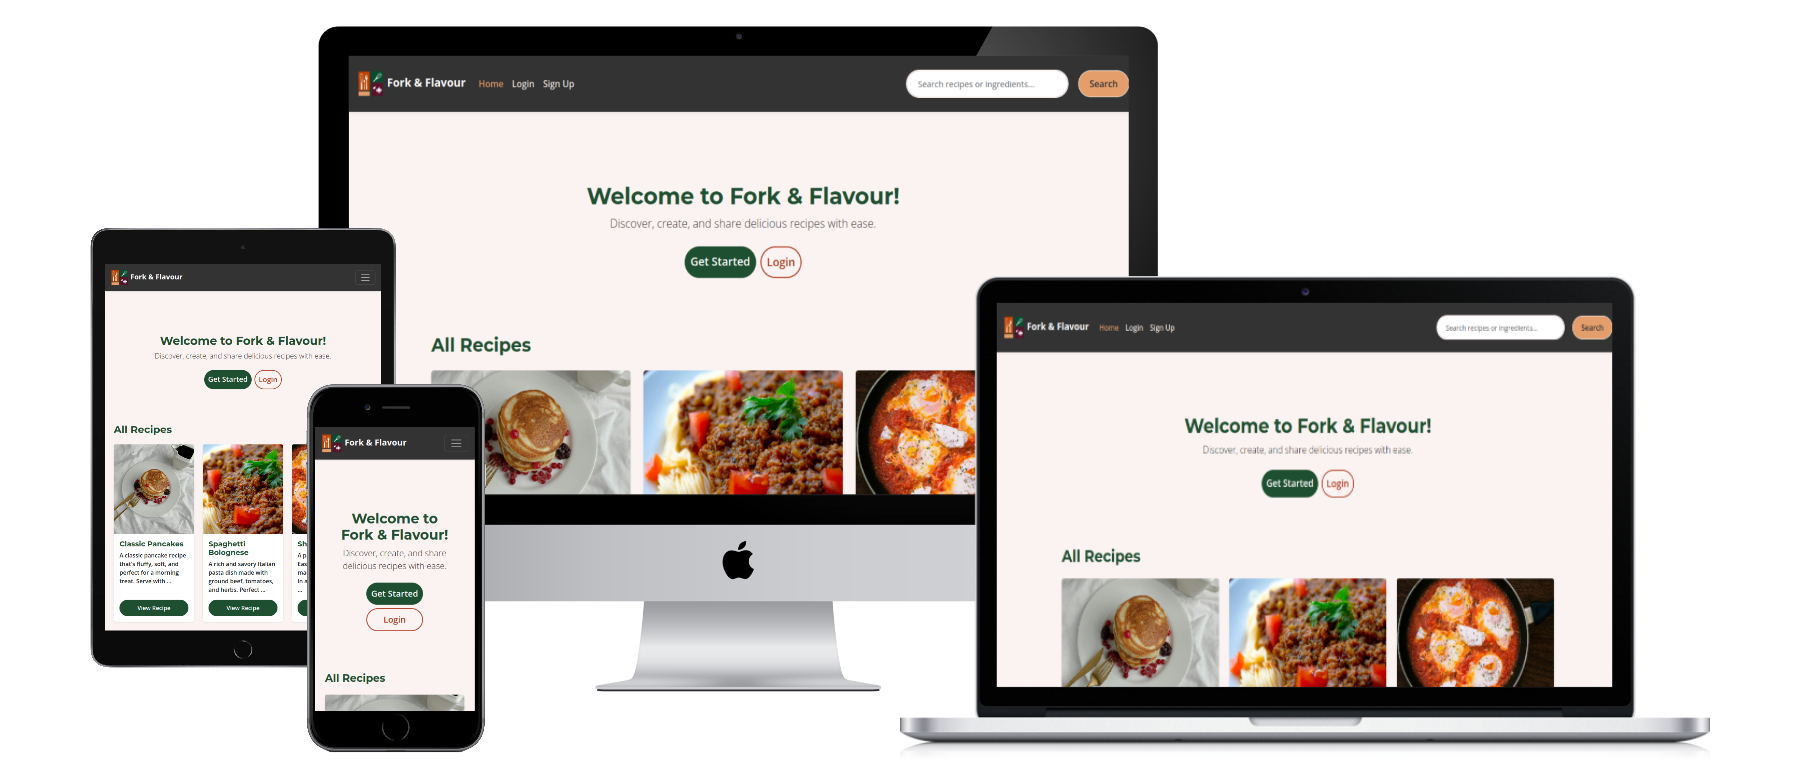 Fork & Flavour Home Login Sign Up Search recipes or ingredients... Search
Welcome to Fork & Flavour!
Discover, create, and share delicious recipes with ease.
Get Started Login
All Recipes
Fork & Flavour
Welcome to Fork & Flavour!
Discover, create, and share delicious recipes with ease.
Get Started Login
All Recipes
Classic Pancakes
A classic pancake recipe
that's fluffy, soft, and
perfect for a morning
treat. Serve with ...
View Recipe
Spaghetti
Bolognese
A rich and savory Italian
pasta dish made with
ground beef, tomatoes,
and herbs. Perfect ...
View Recipe
Fork & Flavour
Welcome to
Fork & Flavour!
Discover, create, and share
delicious recipes with ease.
Get Started
Login
All Recipes
Fork & Flavour Home Login Sign Up Search recipes or ingredients... Search
Welcome to Fork & Flavour!
Discover, create, and share delicious recipes with ease.
Get Started Login
All Recipes